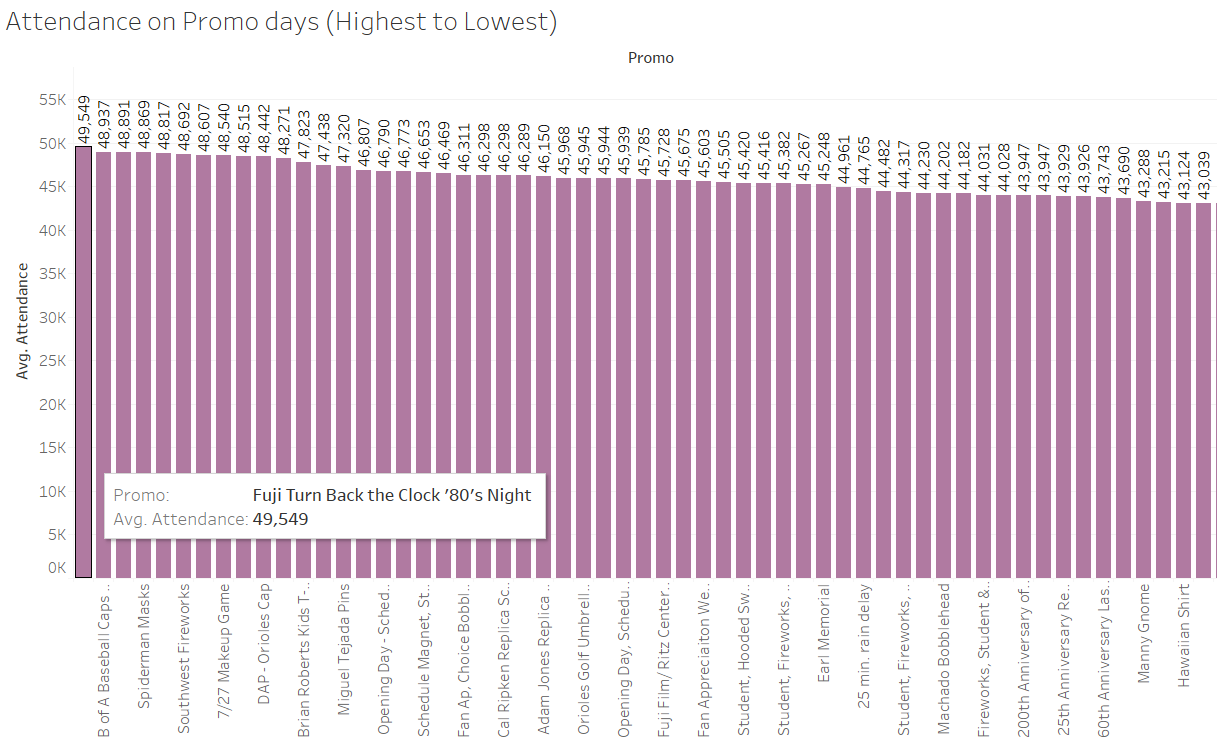 Attendance on Promo days (Highest to Lowest)
Promo
55K
50K
45K
40K
35K
30K
25K
20K
15K
10K
5K
0K
Avg. Attendance
49,549
48,937
48,891
48,869
48,817
48,692
48,607
48,540
48,515
48,442
48,271
47,823
47,438
47,320
46,807
46,790
46,773
46,653
46,469
46,311
46,298
46,298
46,289
46,150
45,968
45,945
45,944
45,939
45,785
45,728
45,675
45,603
45,505
45,420
45,416
45,382
45,267
45,248
44,961
44,765
44,482
44,317
44,230
44,202
44,182
44,031
44,028
43,947
43,947
43,929
43,926
43,743
43,690
43,288
43,215
43,124
43,039
Promo: Fuji Turn Back the Clock '80's Night
Avg. Attendance: 49,549
B of A Baseball Caps ..
Spiderman Masks
Southwest Fireworks
7/27 Makeup Game
DAP - Orioles Cap
Brian Roberts Kids T-..
Miguel Tejada Pins
Opening Day - Sched..
Schedule Magnet, St..
Fan Ap, Choice Bobbl..
Cal Ripken Replica Sc..
Adam Jones Replica ..
Orioles Golf Umbrell..
Opening Day, Schedu..
Fuji Film/ Ritz Center..
Fan Appreciaiton We..
Student, Hooded Sw..
Student, Fireworks, ..
Earl Memorial
25 min. rain delay
Student, Fireworks, ..
Machado Bobblehead
Fireworks, Student &..
200th Anniversary of..
25th Anniversary Re..
60th Anniversary Las..
Manny Gnome
Hawaiian Shirt